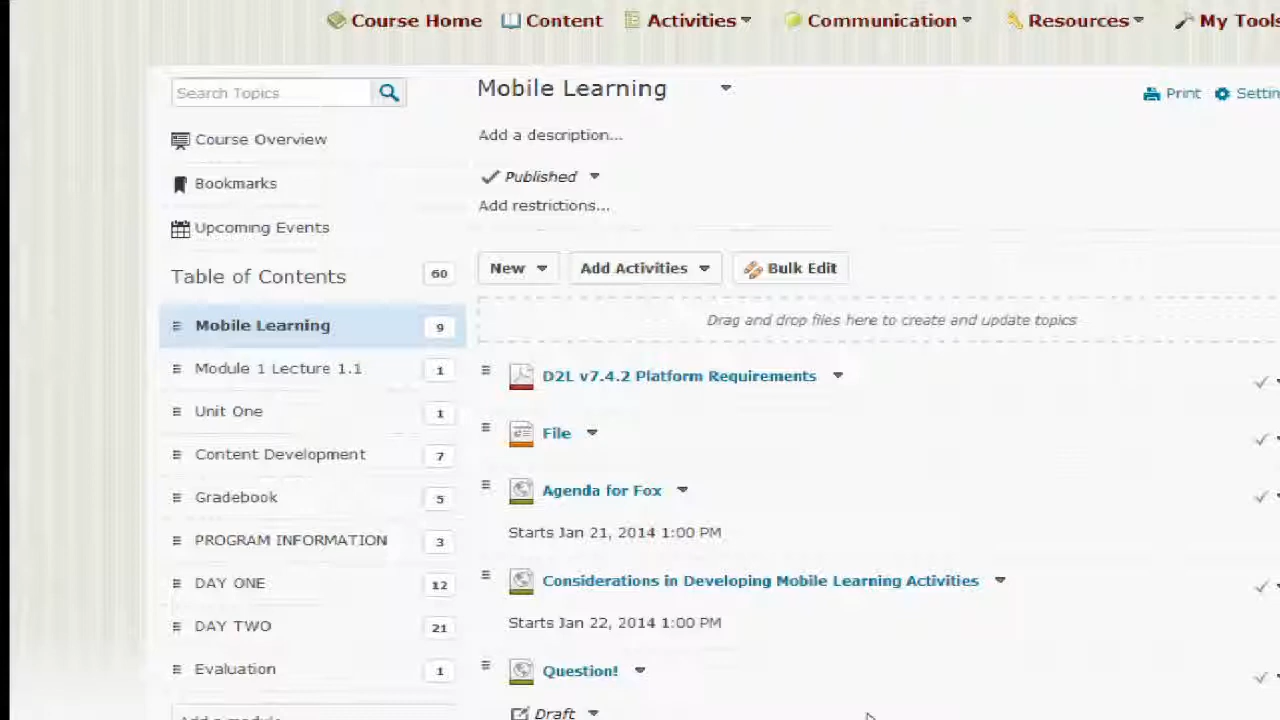 Course Home Content Activities Communication Resources My Tools
Search Topics
Course Overview
Bookmarks
Upcoming Events
Table of Contents 60
Mobile Learning 9
Module 1 Lecture 1.1 1
Unit One 1
Content Development 7
Gradebook 5
PROGRAM INFORMATION 3
DAY ONE 12
DAY TWO 21
Evaluation 1
Add a module
Mobile Learning
Print Settin
Add a description...
Published
Add restrictions...
New Add Activities Bulk Edit
Drag and drop files here to create and update topics
D2L v7.4.2 Platform Requirements
File
Agenda for Fox
Starts Jan 21, 2014 1:00 PM
Considerations in Developing Mobile Learning Activities
Starts Jan 22, 2014 1:00 PM
Question!
Draft